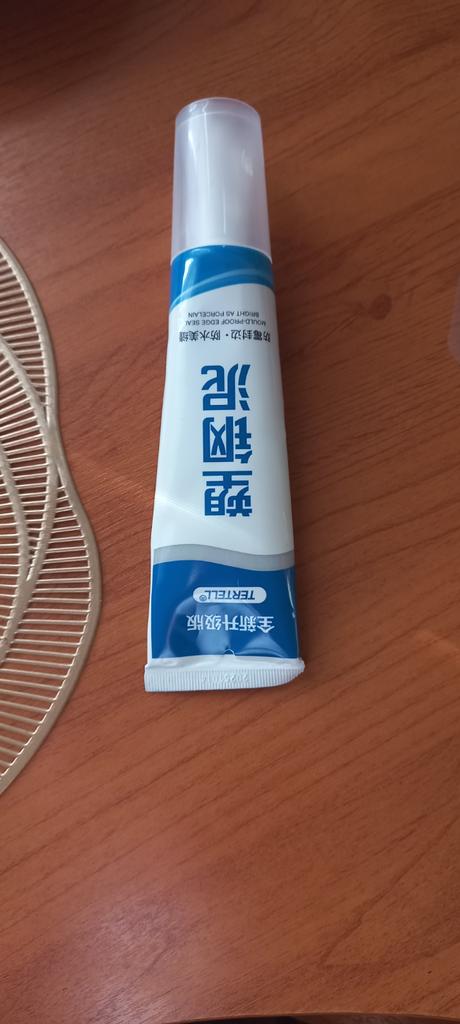 全新升级版
TERTELL®
塑钢泥
防霉封边·防水美缝
MOULD-PROOF EDGE SEAL
BRIGHT AS PORCELAIN